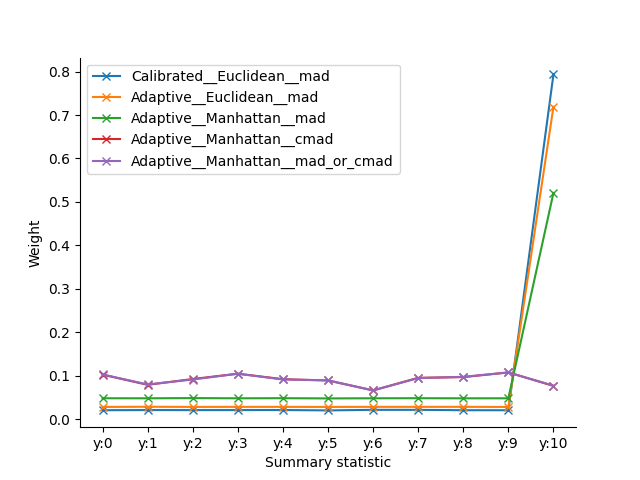 Calibrated__Euclidean__mad
Adaptive__Euclidean__mad
Adaptive__Manhattan__mad
Adaptive__Manhattan__cmad
Adaptive__Manhattan__mad_or_cmad
Weight
0.8
0.7
0.6
0.5
0.4
0.3
0.2
0.1
0.0
y:0 y:1 y:2 y:3 y:4 y:5 y:6 y:7 y:8 y:9 y:10
Summary statistic